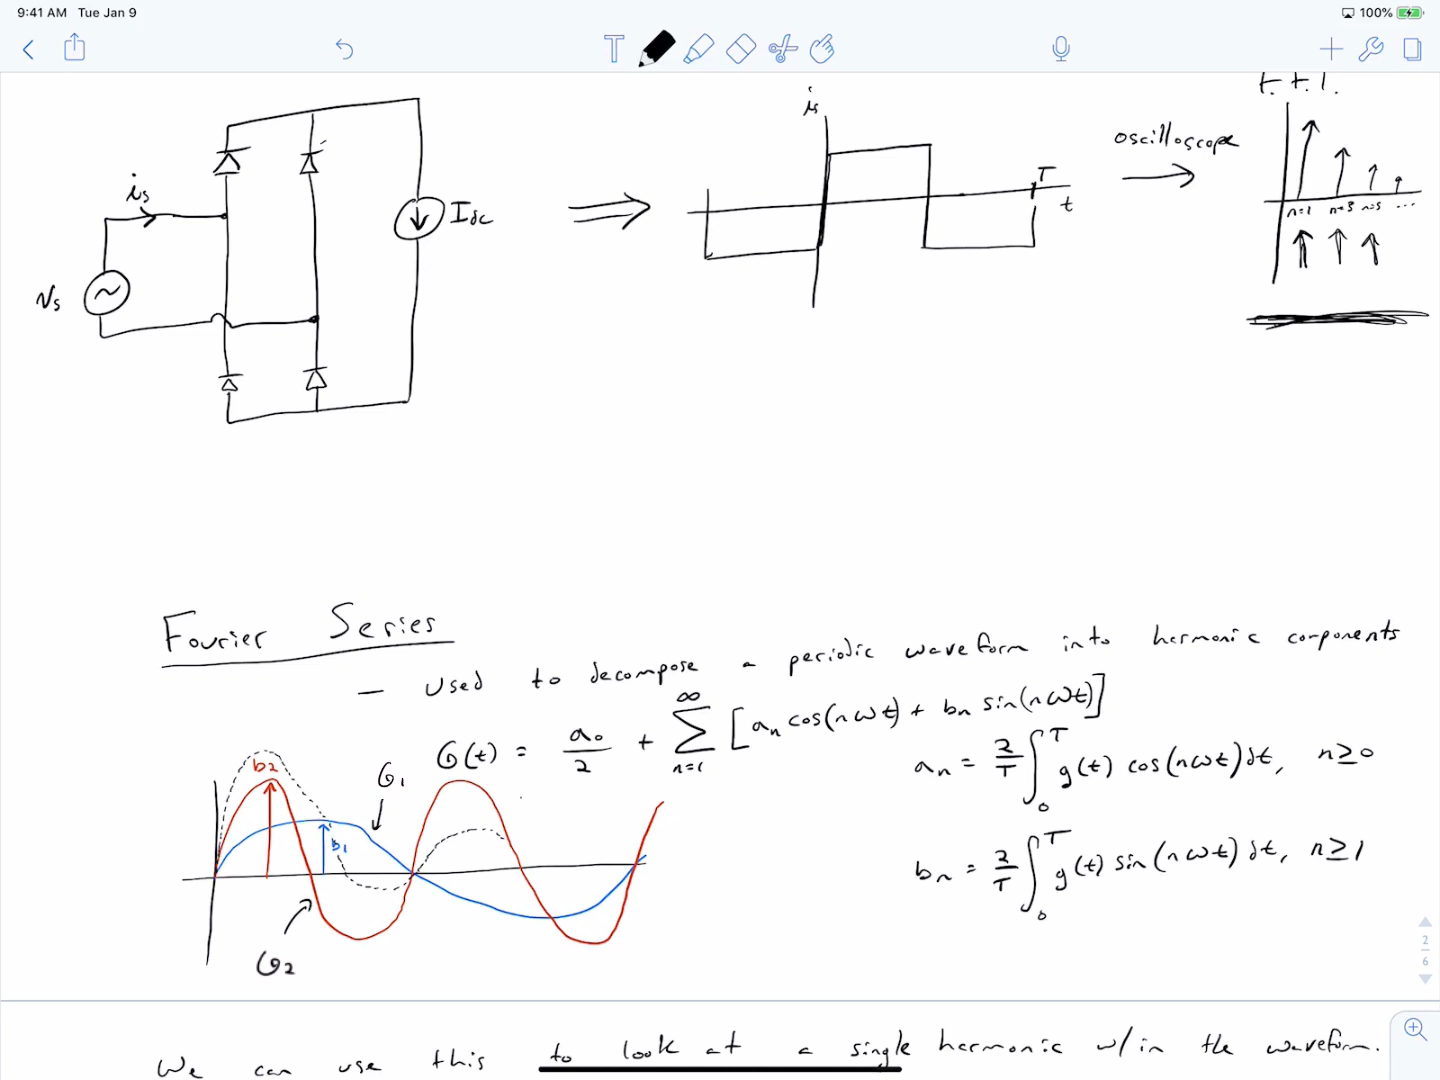 9:41 AM Tue Jan 9
100%
T
is
Idc
Vs
is
T
t
oscilloscope
F.F.T.
n=1 n=3 n=5 ...
Fourier Series
— Used to decompose a periodic waveform into harmonic components
G(t) = a₀/2 + ∑_{n=1}^{∞} [aₙ cos(nωt) + bₙ sin(nωt)]
aₙ = 2/T ∫₀ᵀ g(t) cos(nωt)dt, n≥0
bₙ = 2/T ∫₀ᵀ g(t) sin(nωt)dt, n≥1
b₂
G₁
b₁
G₂
2
6
We can use this to look at a single harmonic w/in the waveform.